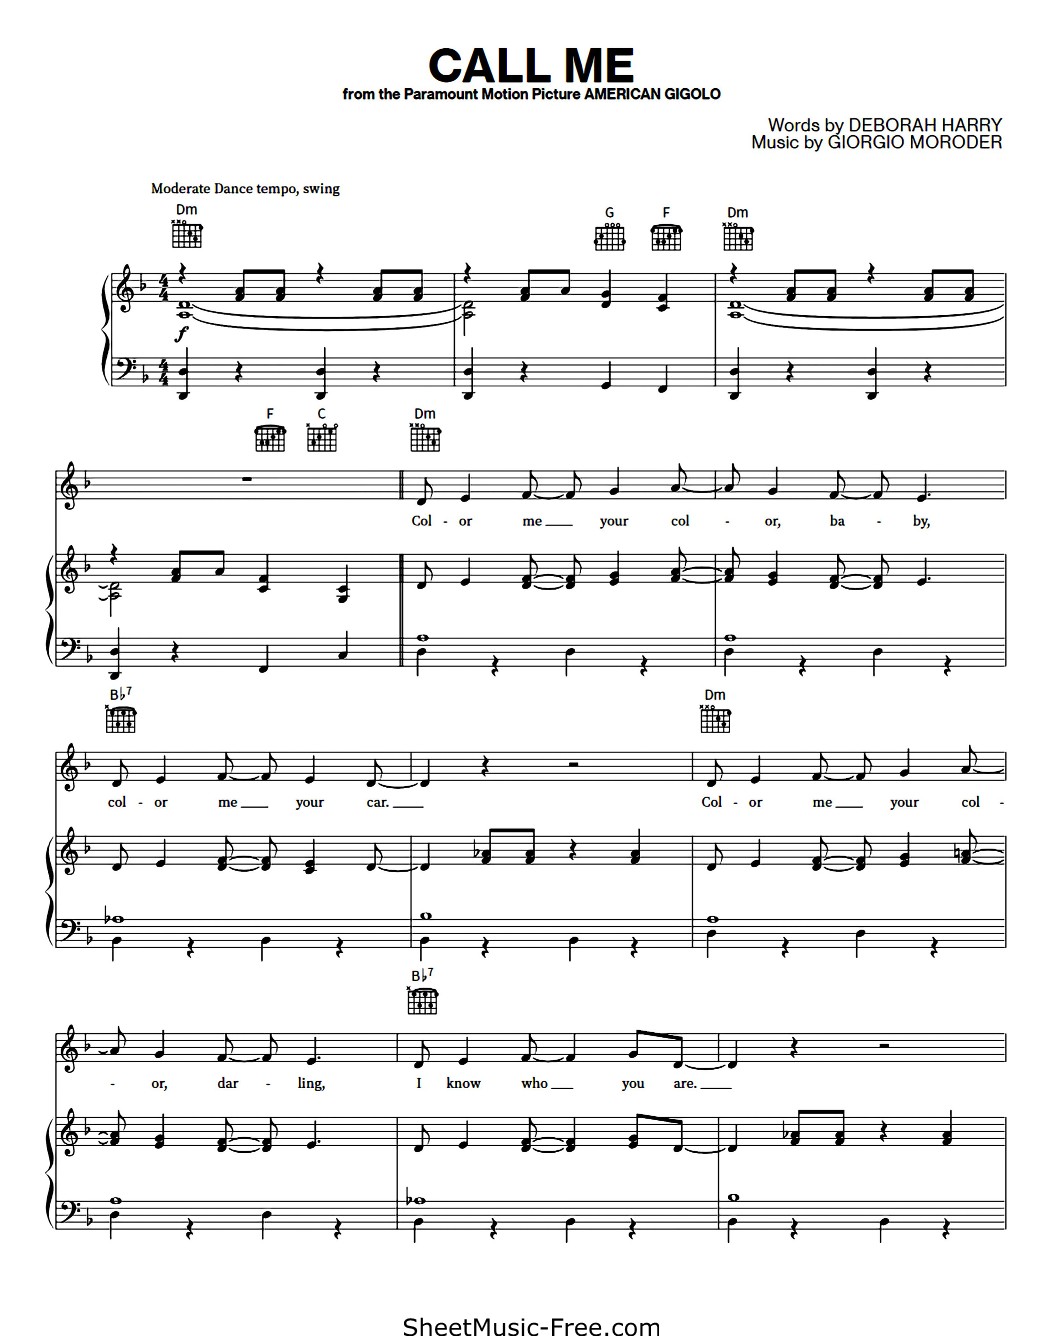 CALL ME
from the Paramount Motion Picture AMERICAN GIGOLO
Words by DEBORAH HARRY
Music by GIORGIO MORODER
Moderate Dance tempo, swing
Dm G F Dm
f
F C Dm
Col - or me your col - or, ba - by,
B♭7 Dm
col - or me your car. Col - or me your col -
B♭7
- or, dar - ling, I know who you are.
SheetMusic-Free.com